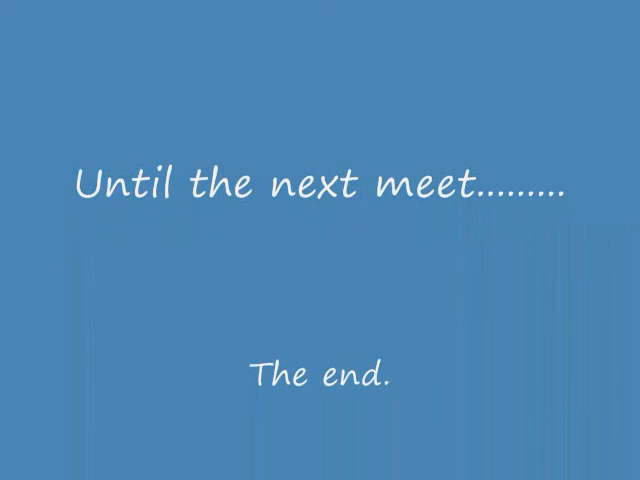 Until the next meet.........
The end.